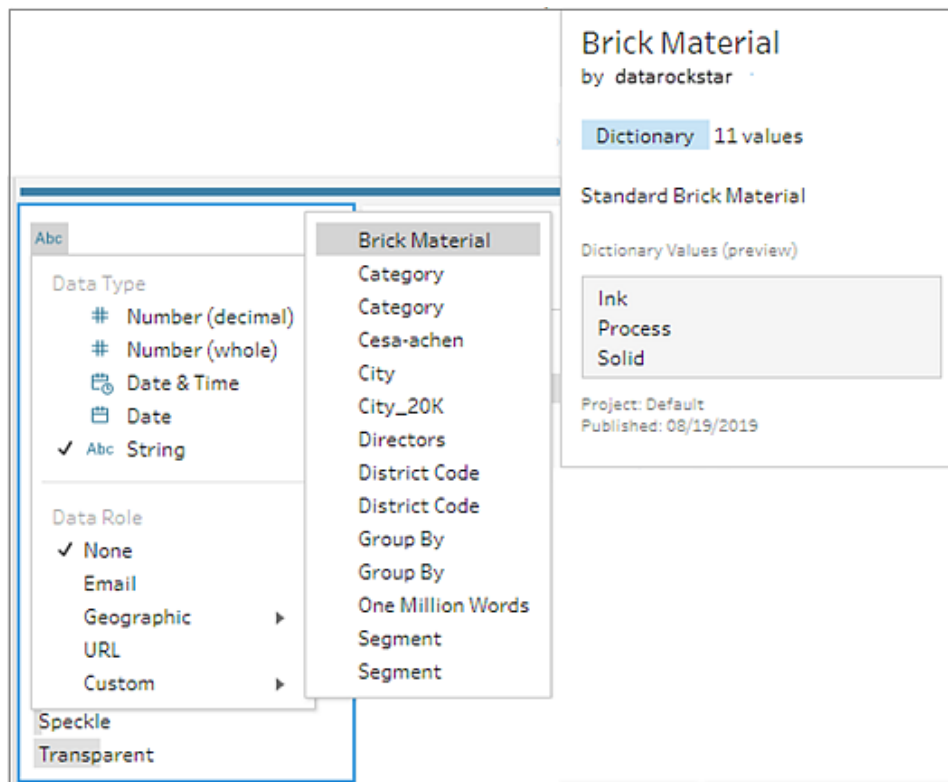 Brick Material
by datarockstar
Dictionary 11 values
Standard Brick Material
Dictionary Values (preview)
Ink
Process
Solid
Project: Default
Published: 08/19/2019
Abc
Data Type
Number (decimal)
Number (whole)
Date & Time
Date
Abc String
Data Role
None
Email
Geographic
URL
Custom
Speckle
Transparent
Brick Material
Category
Category
Cesa-achen
City
City_20K
Directors
District Code
District Code
Group By
Group By
One Million Words
Segment
Segment